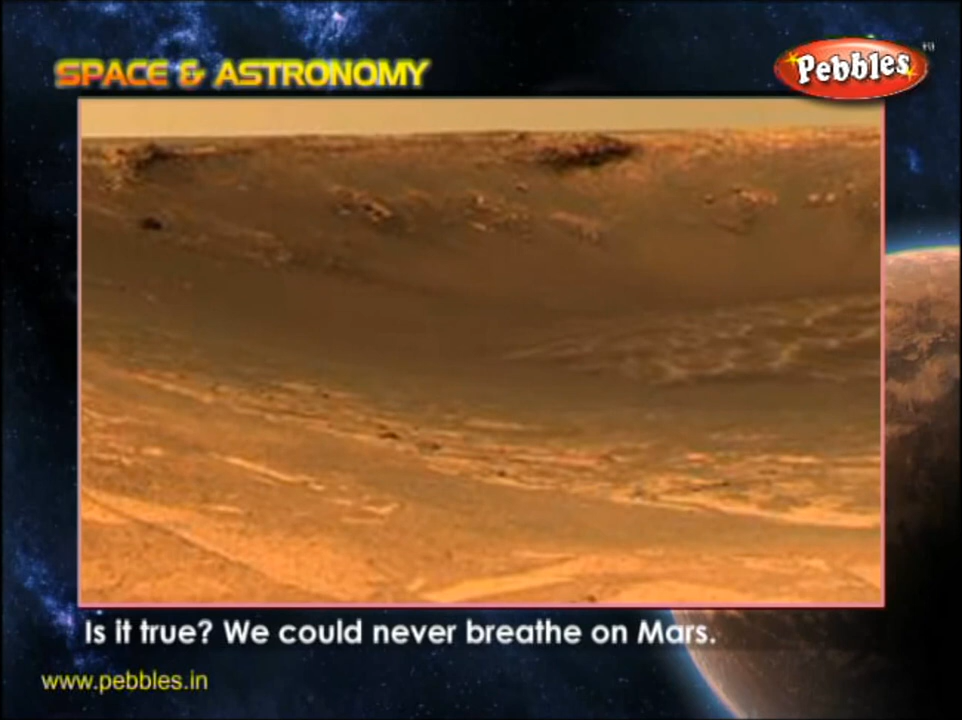 SPACE & ASTRONOMY
Pebbles
Is it true? We could never breathe on Mars.
www.pebbles.in